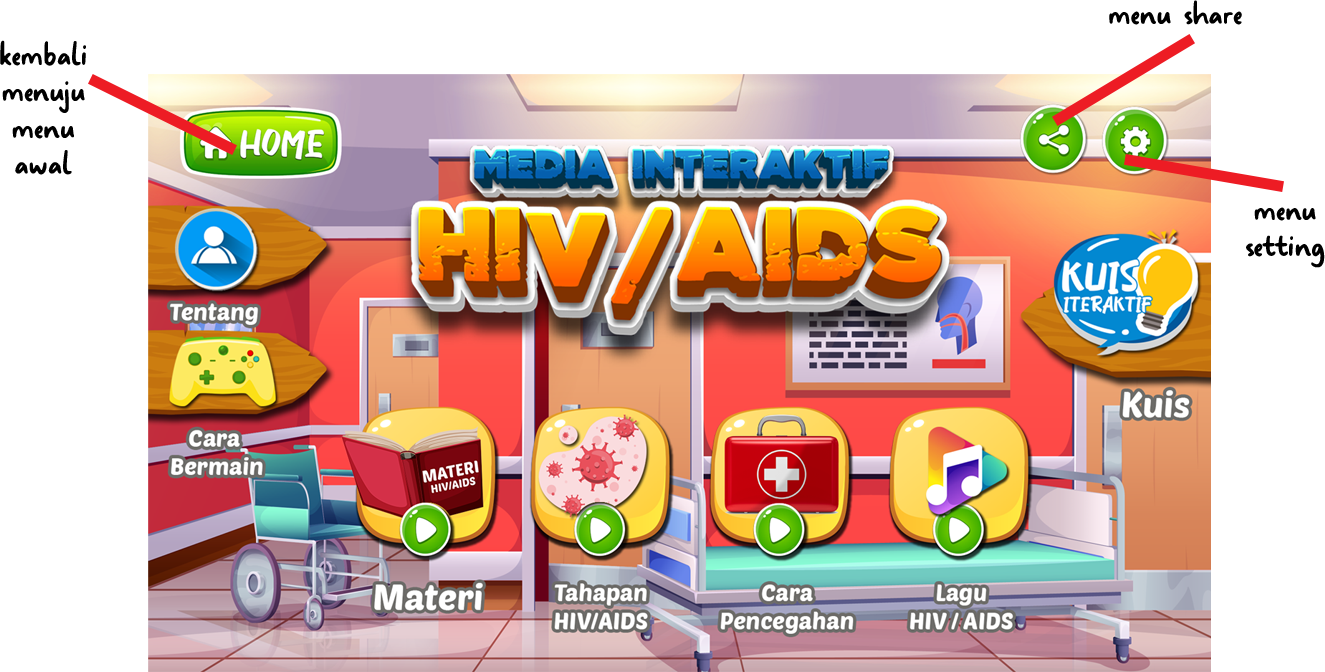 menu share
kembali
menuju
menu
awal
HOME
MEDIA INTERAKTIF
HIV/AIDS
menu
setting
Tentang
KUIS
ITERAKTIF
Kuis
Cara
Bermain
MATERI
HIV/AIDS
Materi
Tahapan
HIV/AIDS
Cara
Pencegahan
Lagu
HIV / AIDS